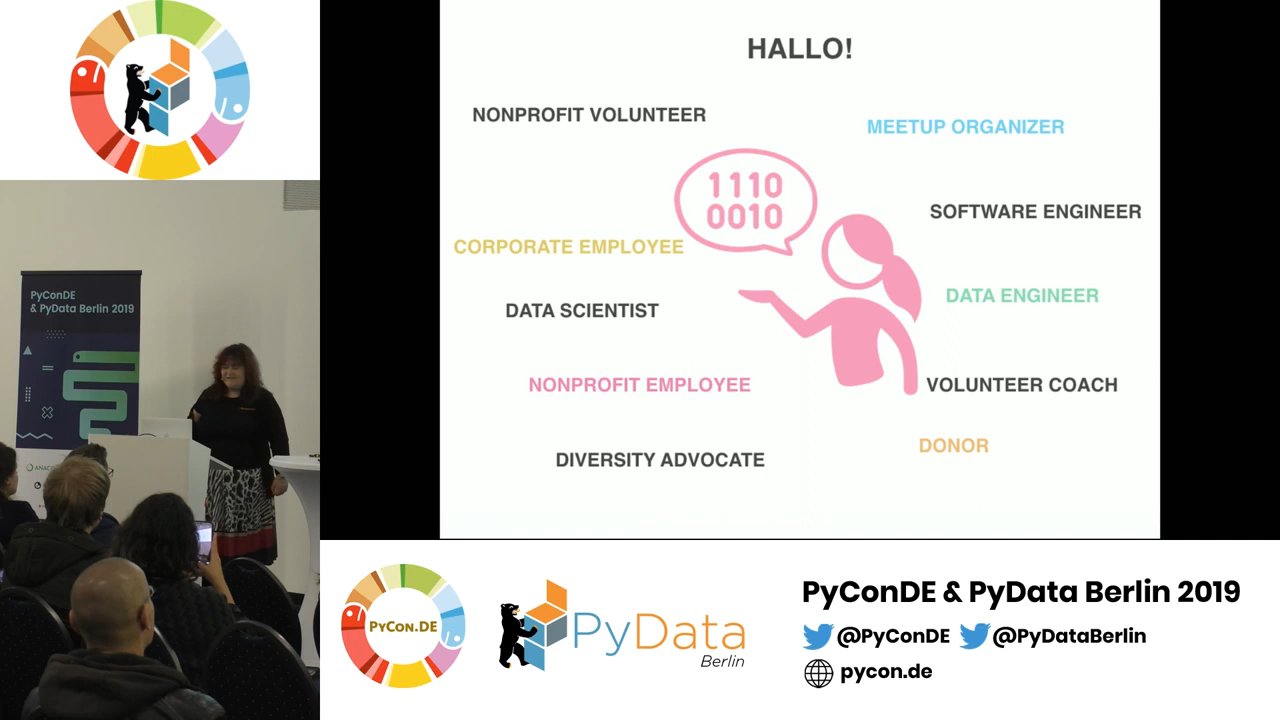 HALLO!
NONPROFIT VOLUNTEER
MEETUP ORGANIZER
1110
0010
SOFTWARE ENGINEER
CORPORATE EMPLOYEE
DATA ENGINEER
DATA SCIENTIST
NONPROFIT EMPLOYEE
VOLUNTEER COACH
DONOR
DIVERSITY ADVOCATE
PyConDE
& PyData Berlin 2019
PyCon.DE
PyData
Berlin
PyConDE & PyData Berlin 2019
@PyConDE @PyDataBerlin
pycon.de